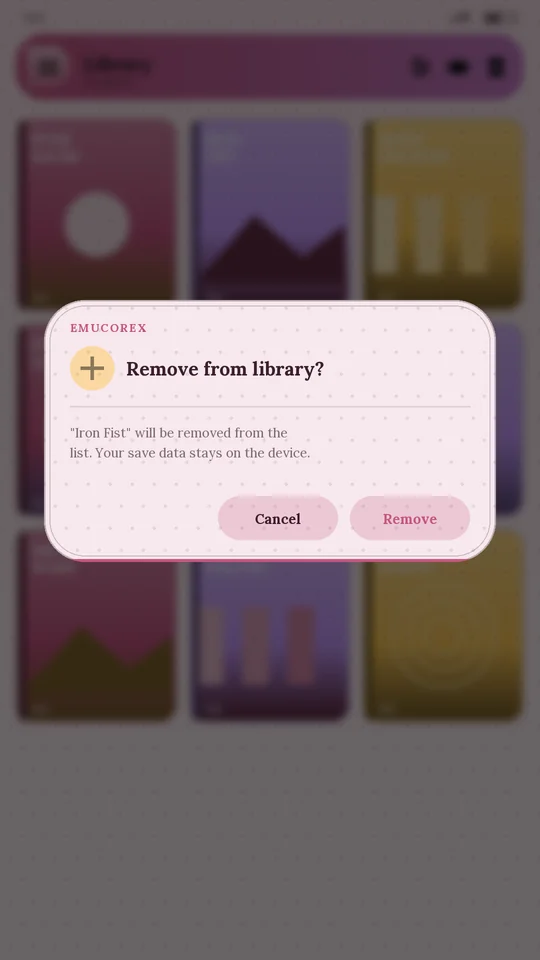 EMUCOREX
Remove from library?
"Iron Fist" will be removed from the
list. Your save data stays on the device.
Cancel
Remove